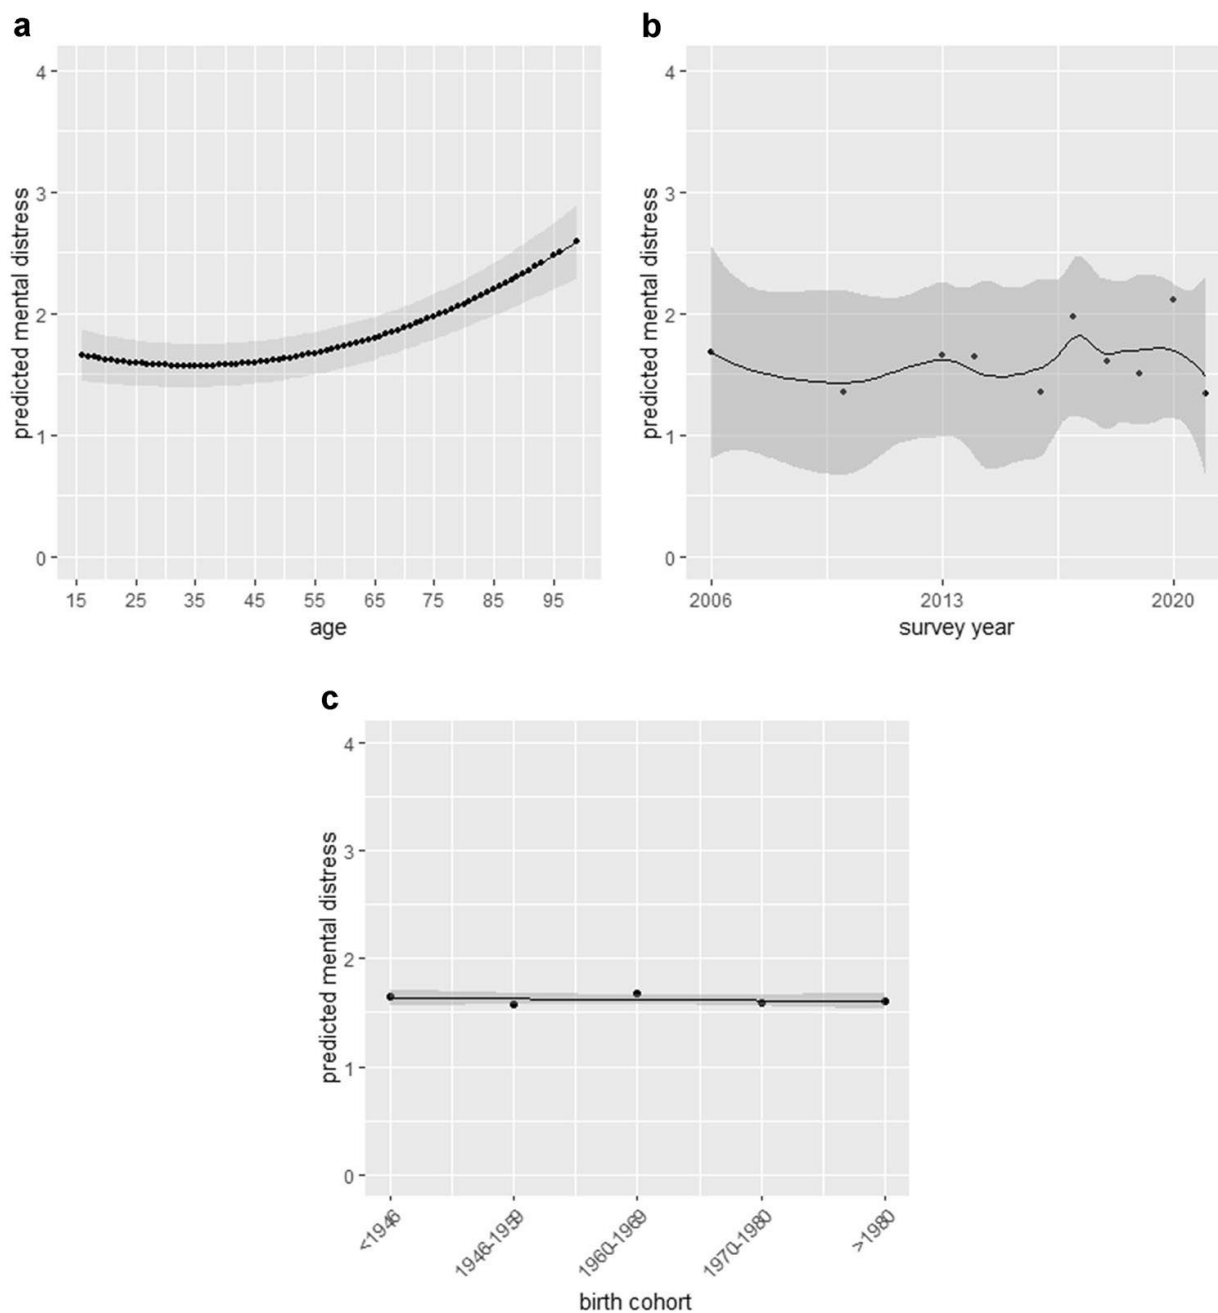 a
4
3
2
1
0
predicted mental distress
15 25 35 45 55 65 75 85 95
age
b
4
3
2
1
0
predicted mental distress
2006 2013 2020
survey year
c
4
3
2
1
0
predicted mental distress
<1946
1946-1959
1960-1969
1970-1980
>1980
birth cohort